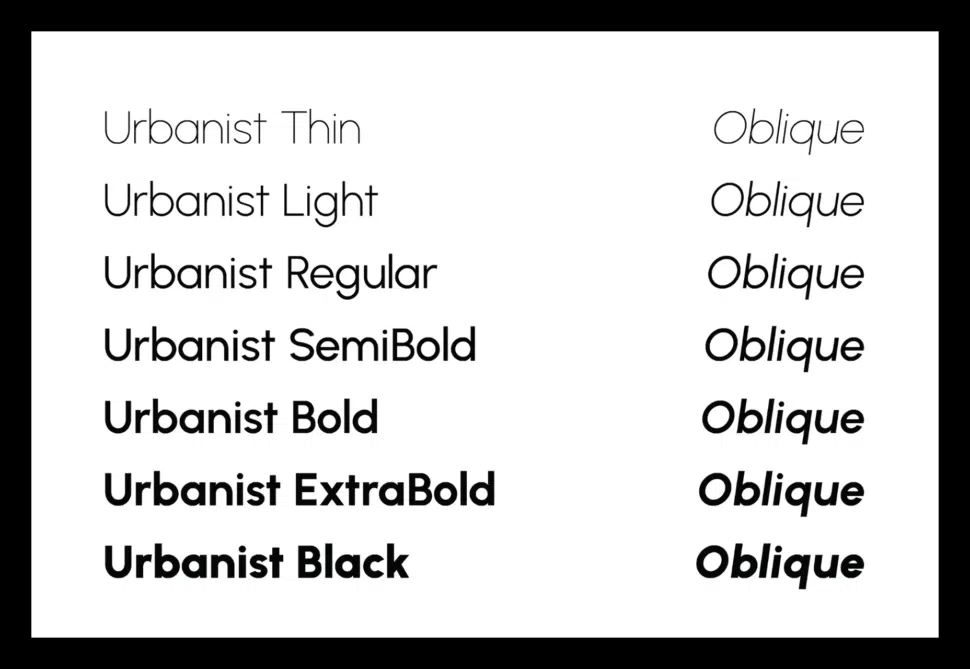 Urbanist Thin Oblique
Urbanist Light Oblique
Urbanist Regular Oblique
Urbanist SemiBold Oblique
Urbanist Bold Oblique
Urbanist ExtraBold Oblique
Urbanist Black Oblique